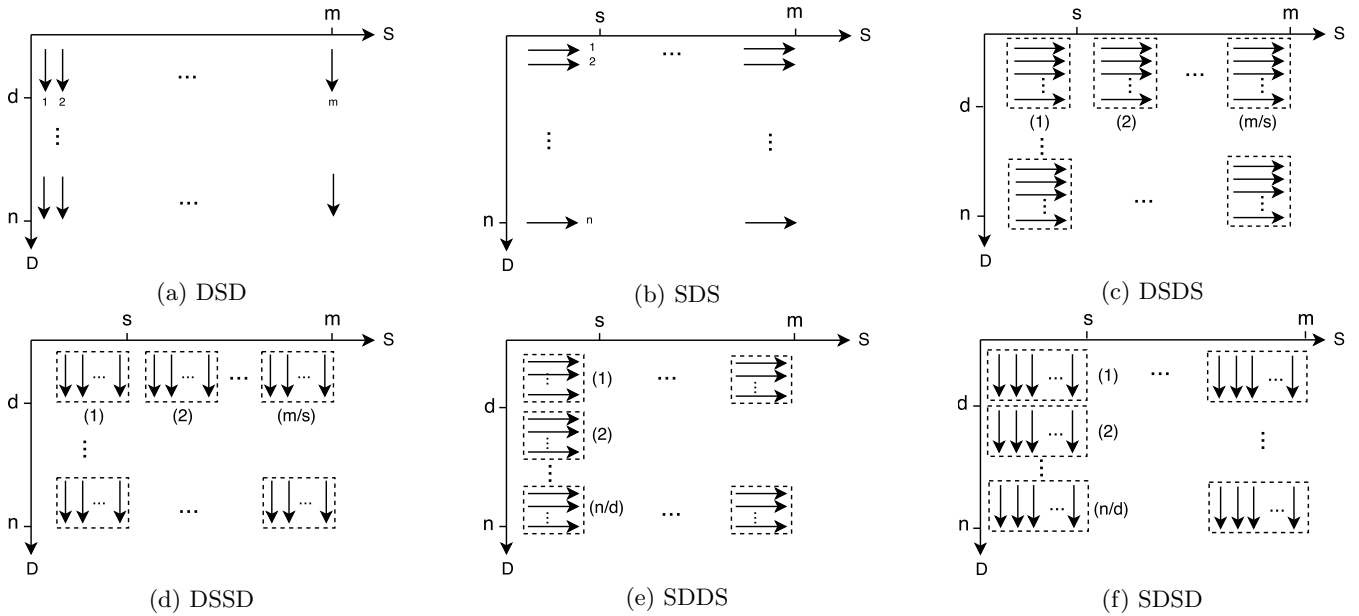 m
S
d
1 2 ... m
⋮
n
...
D
(a) DSD
s m
S
1
2
...
⋮ ⋮
n n
D
(b) SDS
s m
S
...
d
(1) (2) (m/s)
⋮
n
...
D
(c) DSDS
s m
S
... ... ... ...
d
(1) (2) (m/s)
⋮
n
... ... ...
D
(d) DSSD
s m
S
(1) ...
d
(2)
⋮
(n/d) ...
n
D
(e) SDDS
s m
S
... (1) ... ...
d
... (2) ⋮
⋮
... (n/d) ... ...
n
D
(f) SDSD